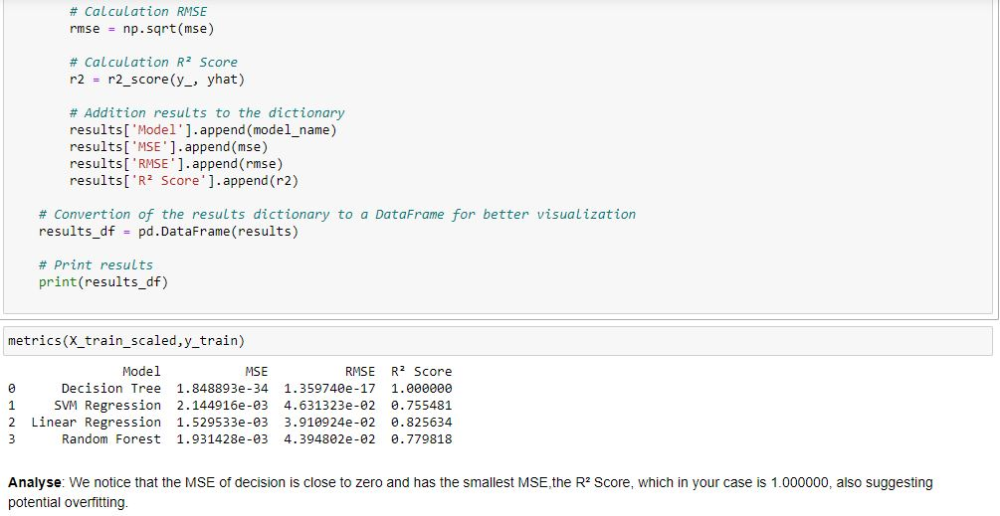 # Calculation RMSE
rmse = np.sqrt(mse)
# Calculation R² Score
r2 = r2_score(y_, yhat)
# Addition results to the dictionary
results['Model'].append(model_name)
results['MSE'].append(mse)
results['RMSE'].append(rmse)
results['R² Score'].append(r2)
# Convertion of the results dictionary to a DataFrame for better visualization
results_df = pd.DataFrame(results)
# Print results
print(results_df)
metrics(X_train_scaled,y_train)
Model MSE RMSE R² Score
0 Decision Tree 1.848893e-34 1.359740e-17 1.000000
1 SVM Regression 2.144916e-03 4.631323e-02 0.755481
2 Linear Regression 1.529533e-03 3.910924e-02 0.825634
3 Random Forest 1.931428e-03 4.394802e-02 0.779818
Analyse: We notice that the MSE of decision is close to zero and has the smallest MSE,the R² Score, which in your case is 1.000000, also suggesting
potential overfitting.